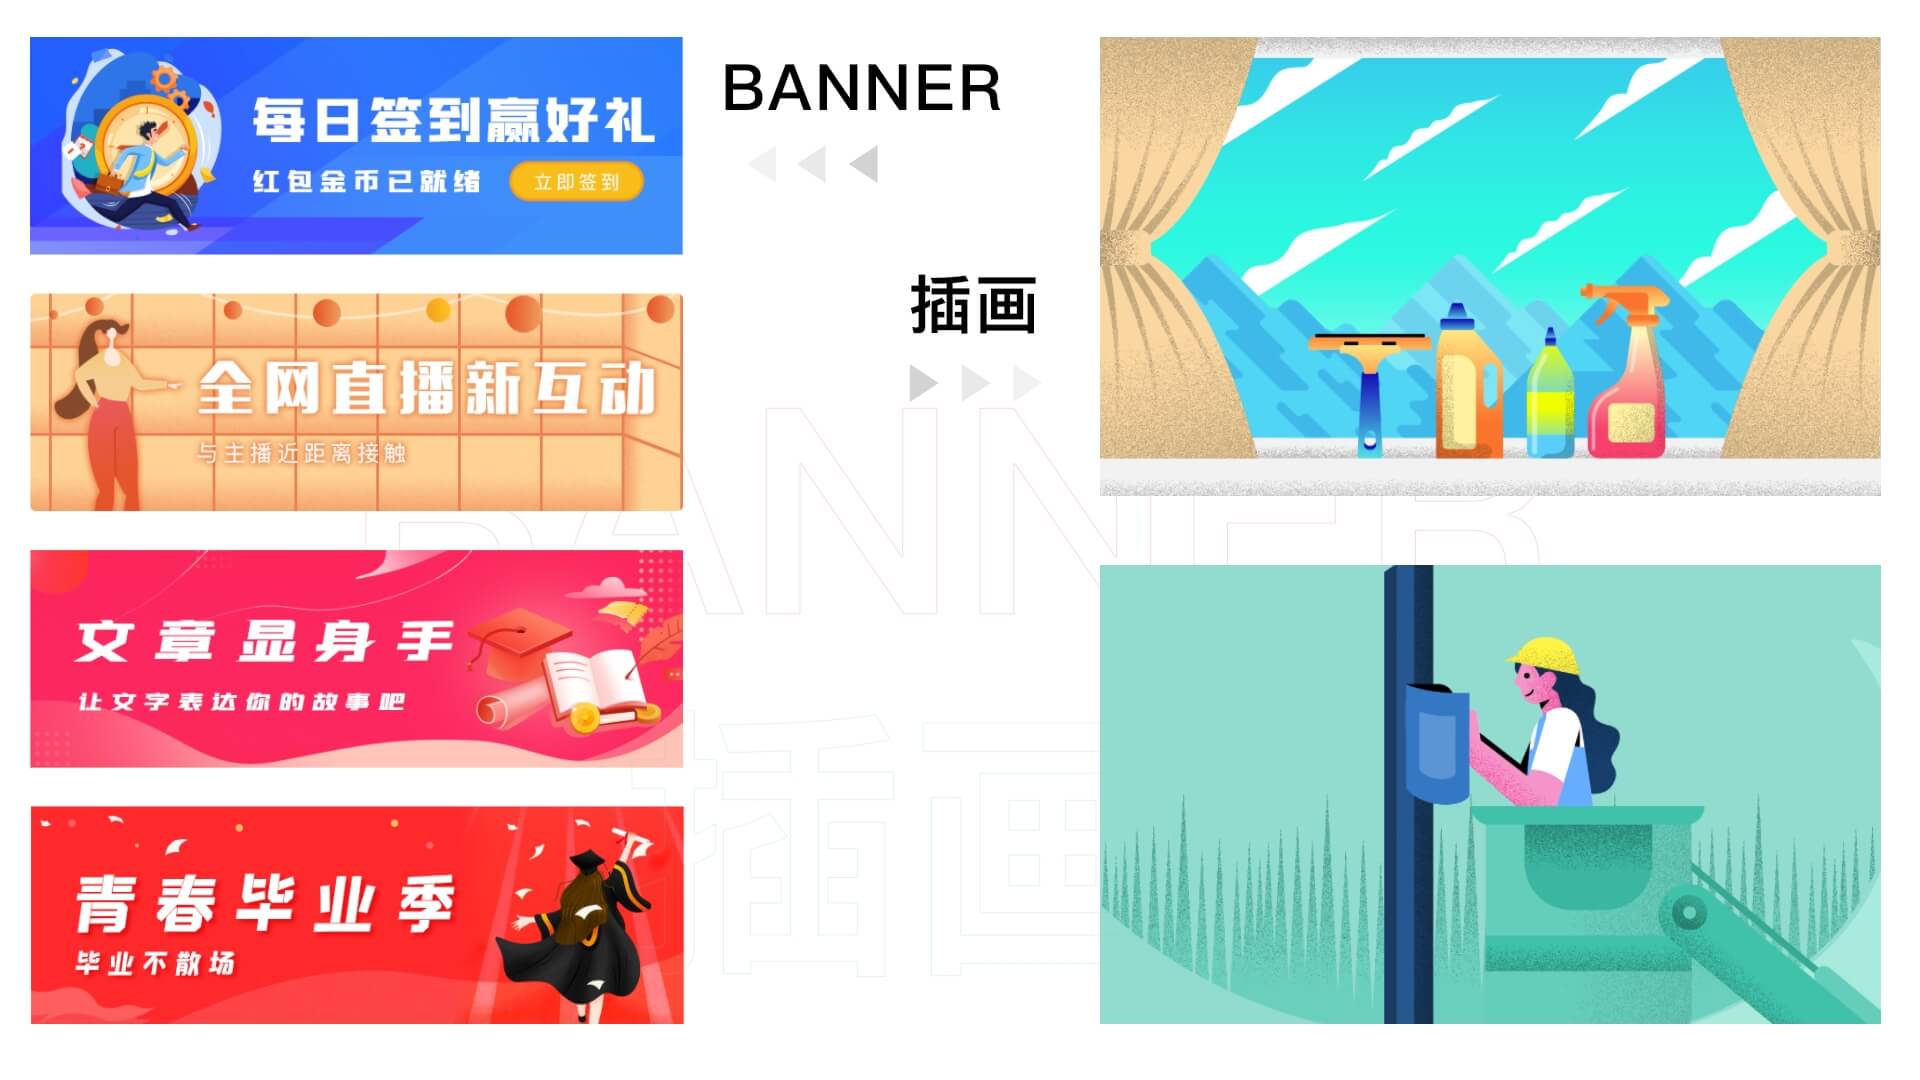 每日签到赢好礼
红包金币已就绪
立即签到
全网直播新互动
与主播近距离接触
文章显身手
让文字表达你的故事吧
青春毕业季
毕业不散场
BANNER
插画
BANNER
插画